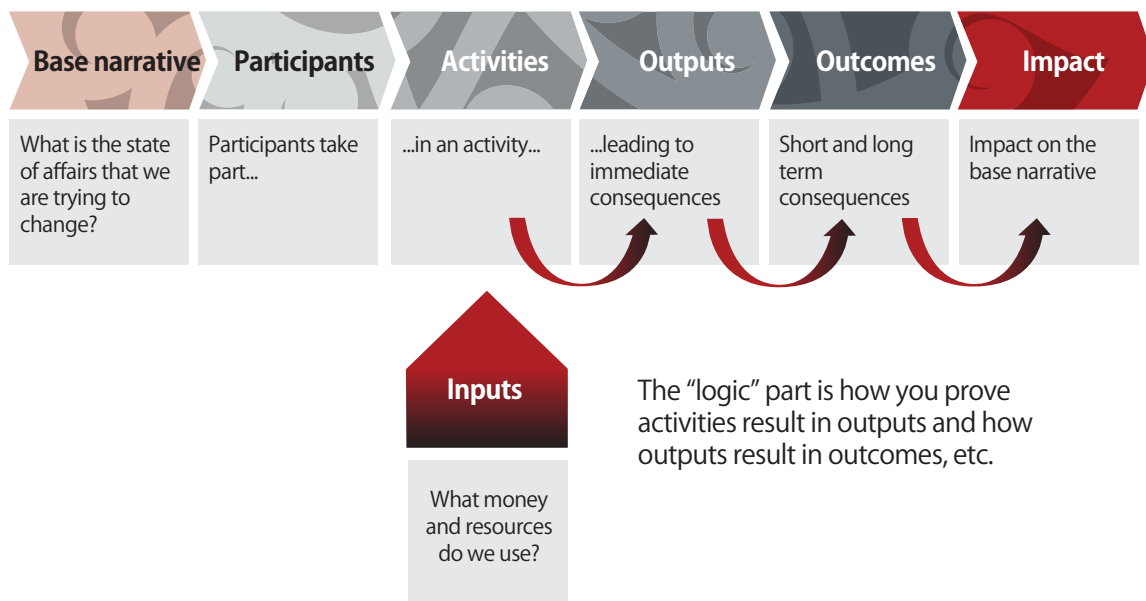 Base narrative
Participants
Activities
Outputs
Outcomes
Impact
What is the state
of affairs that we
are trying to
change?
Participants take
part...
...in an activity...
...leading to
immediate
consequences
Short and long
term
consequences
Impact on the
base narrative
Inputs
What money
and resources
do we use?
The “logic” part is how you prove
activities result in outputs and how
outputs result in outcomes, etc.